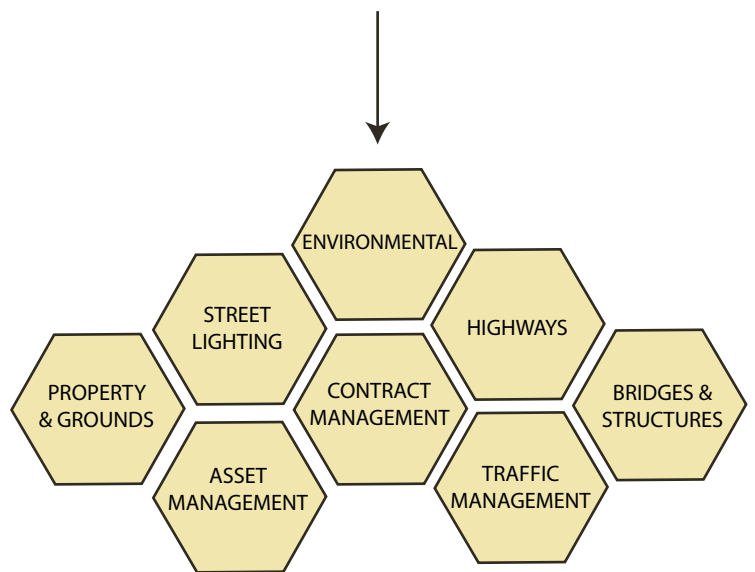 ENVIRONMENTAL
STREET
LIGHTING
HIGHWAYS
PROPERTY
& GROUNDS
CONTRACT
MANAGEMENT
BRIDGES &
STRUCTURES
ASSET
MANAGEMENT
TRAFFIC
MANAGEMENT